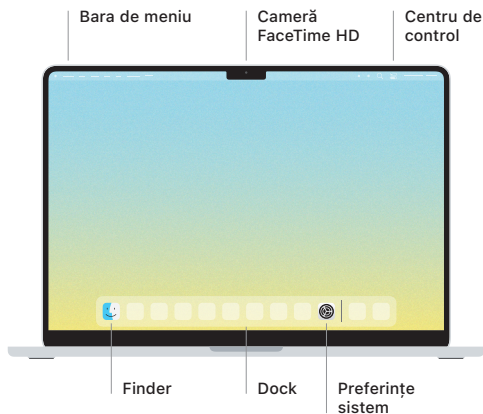 Bara de meniu
Cameră
FaceTime HD
Centru de
control
Finder
Dock
Preferințe
sistem